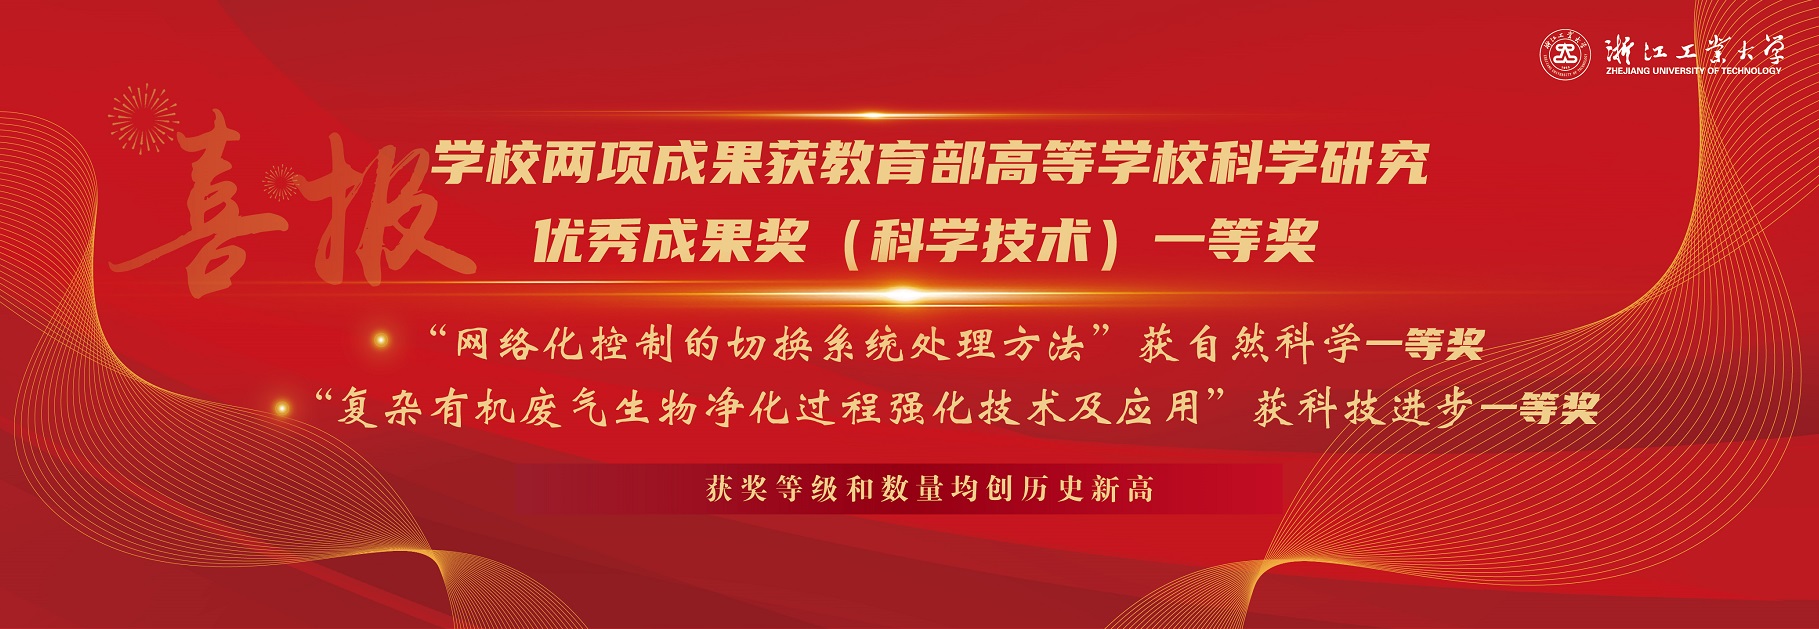 浙江工业大学
ZHEJIANG UNIVERSITY OF TECHNOLOGY
喜报
学校两项成果获教育部高等学校科学研究
优秀成果奖（科学技术）一等奖
“网络化控制的切换系统处理方法”获自然科学一等奖
“复杂有机废气生物净化过程强化技术及应用”获科技进步一等奖
获奖等级和数量均创历史新高